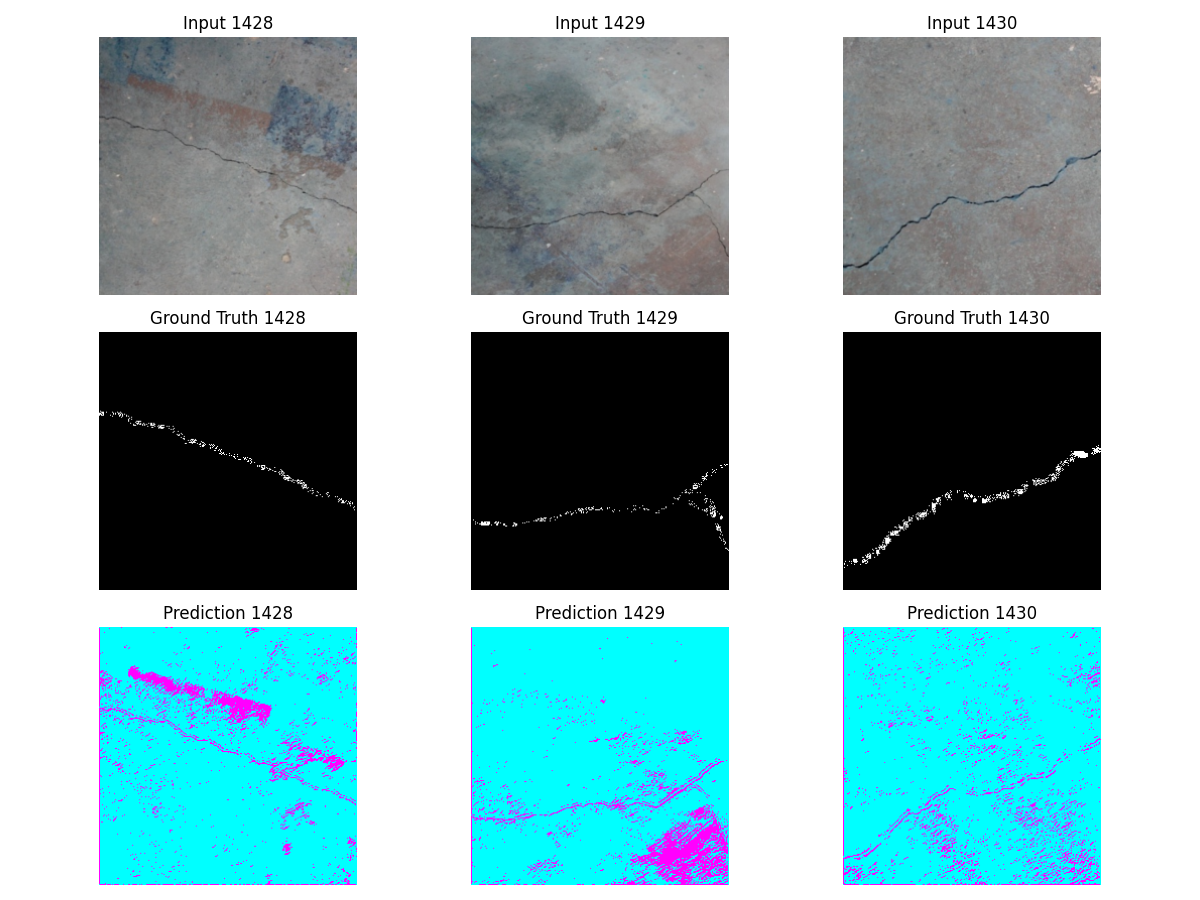 Input 1428
Input 1429
Input 1430
Ground Truth 1428
Ground Truth 1429
Ground Truth 1430
Prediction 1428
Prediction 1429
Prediction 1430